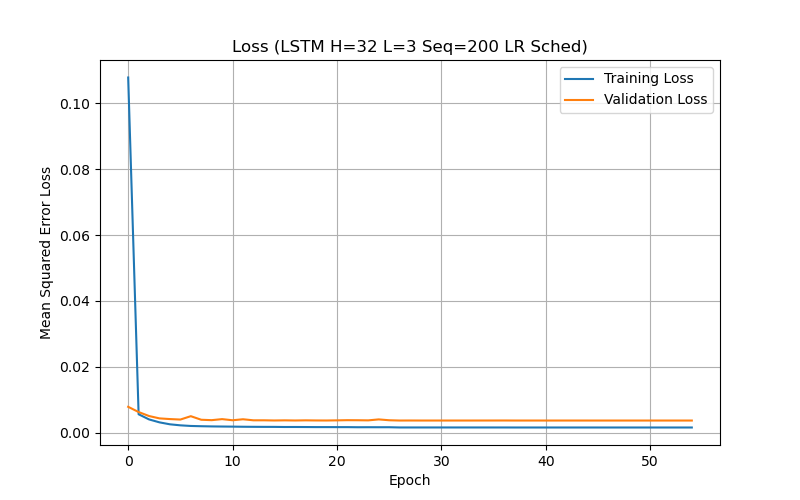 Loss (LSTM H=32 L=3 Seq=200 LR Sched)
Training Loss
Validation Loss
Mean Squared Error Loss
0.10
0.08
0.06
0.04
0.02
0.00
0 10 20 30 40 50
Epoch